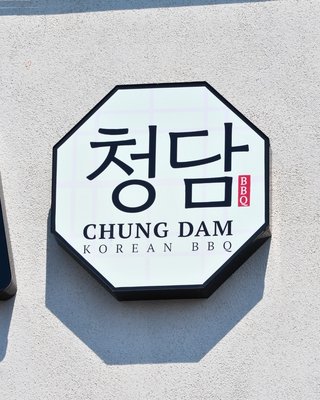 청담
BBQ
CHUNG DAM
KOREAN BBQ